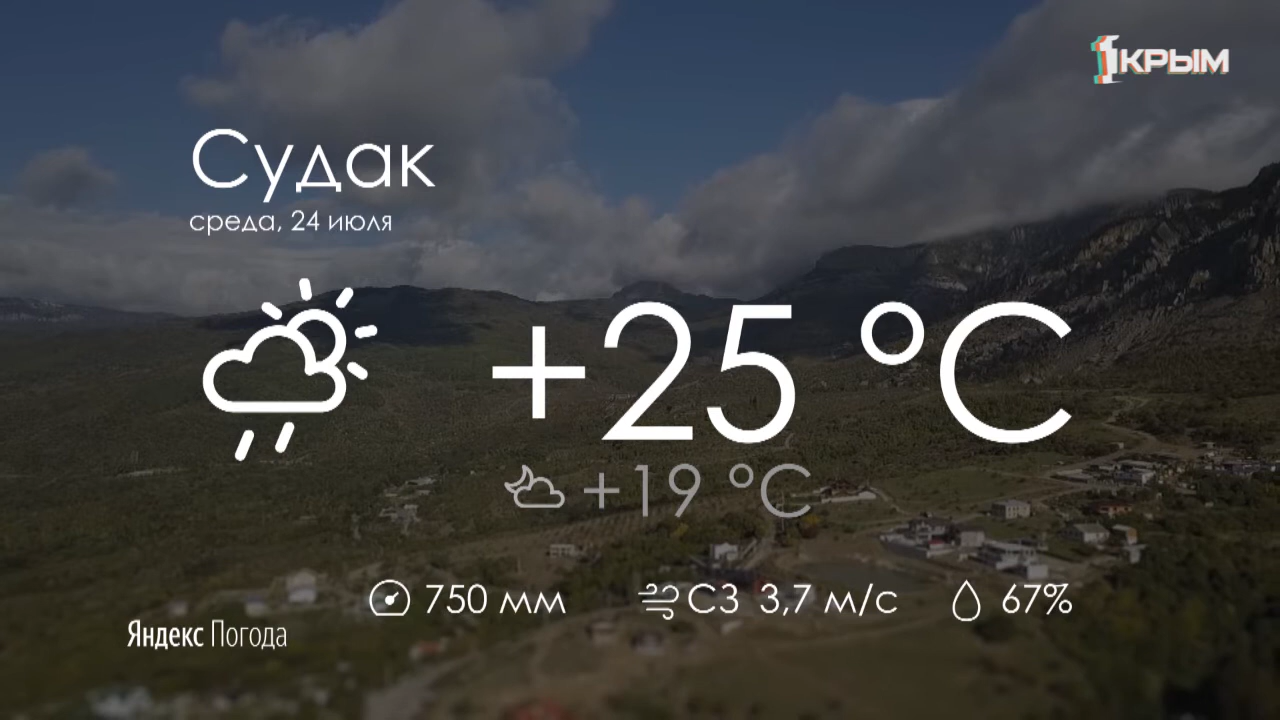 1КРЫМ
Судак
среда, 24 июля
+25 °C
+19 °C
750 мм
СЗ 3,7 м/с
67%
Яндекс Погода